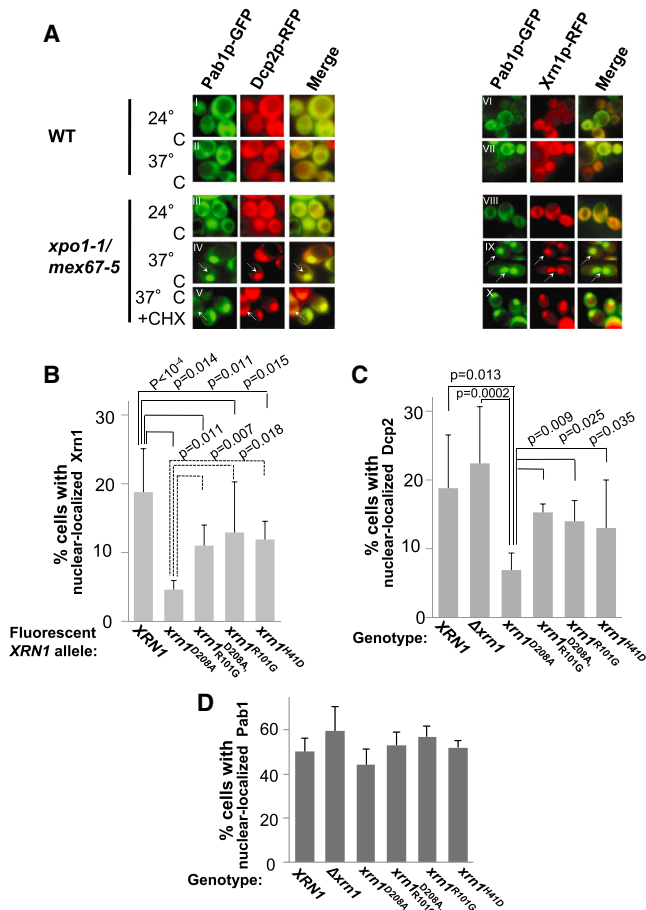 A
Pab1p-GFP
Dcp2p-RFP
Merge
Pab1p-GFP
Xrn1p-RFP
Merge
WT
24°
C
I
VI
37°
C
II
VII
xpo1-1/
mex67-5
24°
C
III
VIII
37°
C
IV
IX
37° C
+CHX
V
X
B
P<10-4
p=0.014
p=0.011
p=0.015
p=0.011
p=0.007
p=0.018
% cells with
nuclear-localized Xrn1
30
20
10
0
Fluorescent
XRN1 allele:
XRN1
xrn1D208A
xrn1D208A, R101G
xrn1R101G
xrn1H41D
C
p=0.013
p=0.0002
p=0.009
p=0.025
p=0.035
% cells with
nuclear-localized Dcp2
30
20
10
0
Genotype:
XRN1
Δxrn1
xrn1D208A
xrn1D208A, R101G
xrn1R101G
xrn1H41D
D
% cells with
nuclear-localized Pab1
60
40
20
0
Genotype:
XRN1
Δxrn1
xrn1D208A
xrn1D208A, R101G
xrn1R101G
xrn1H41D